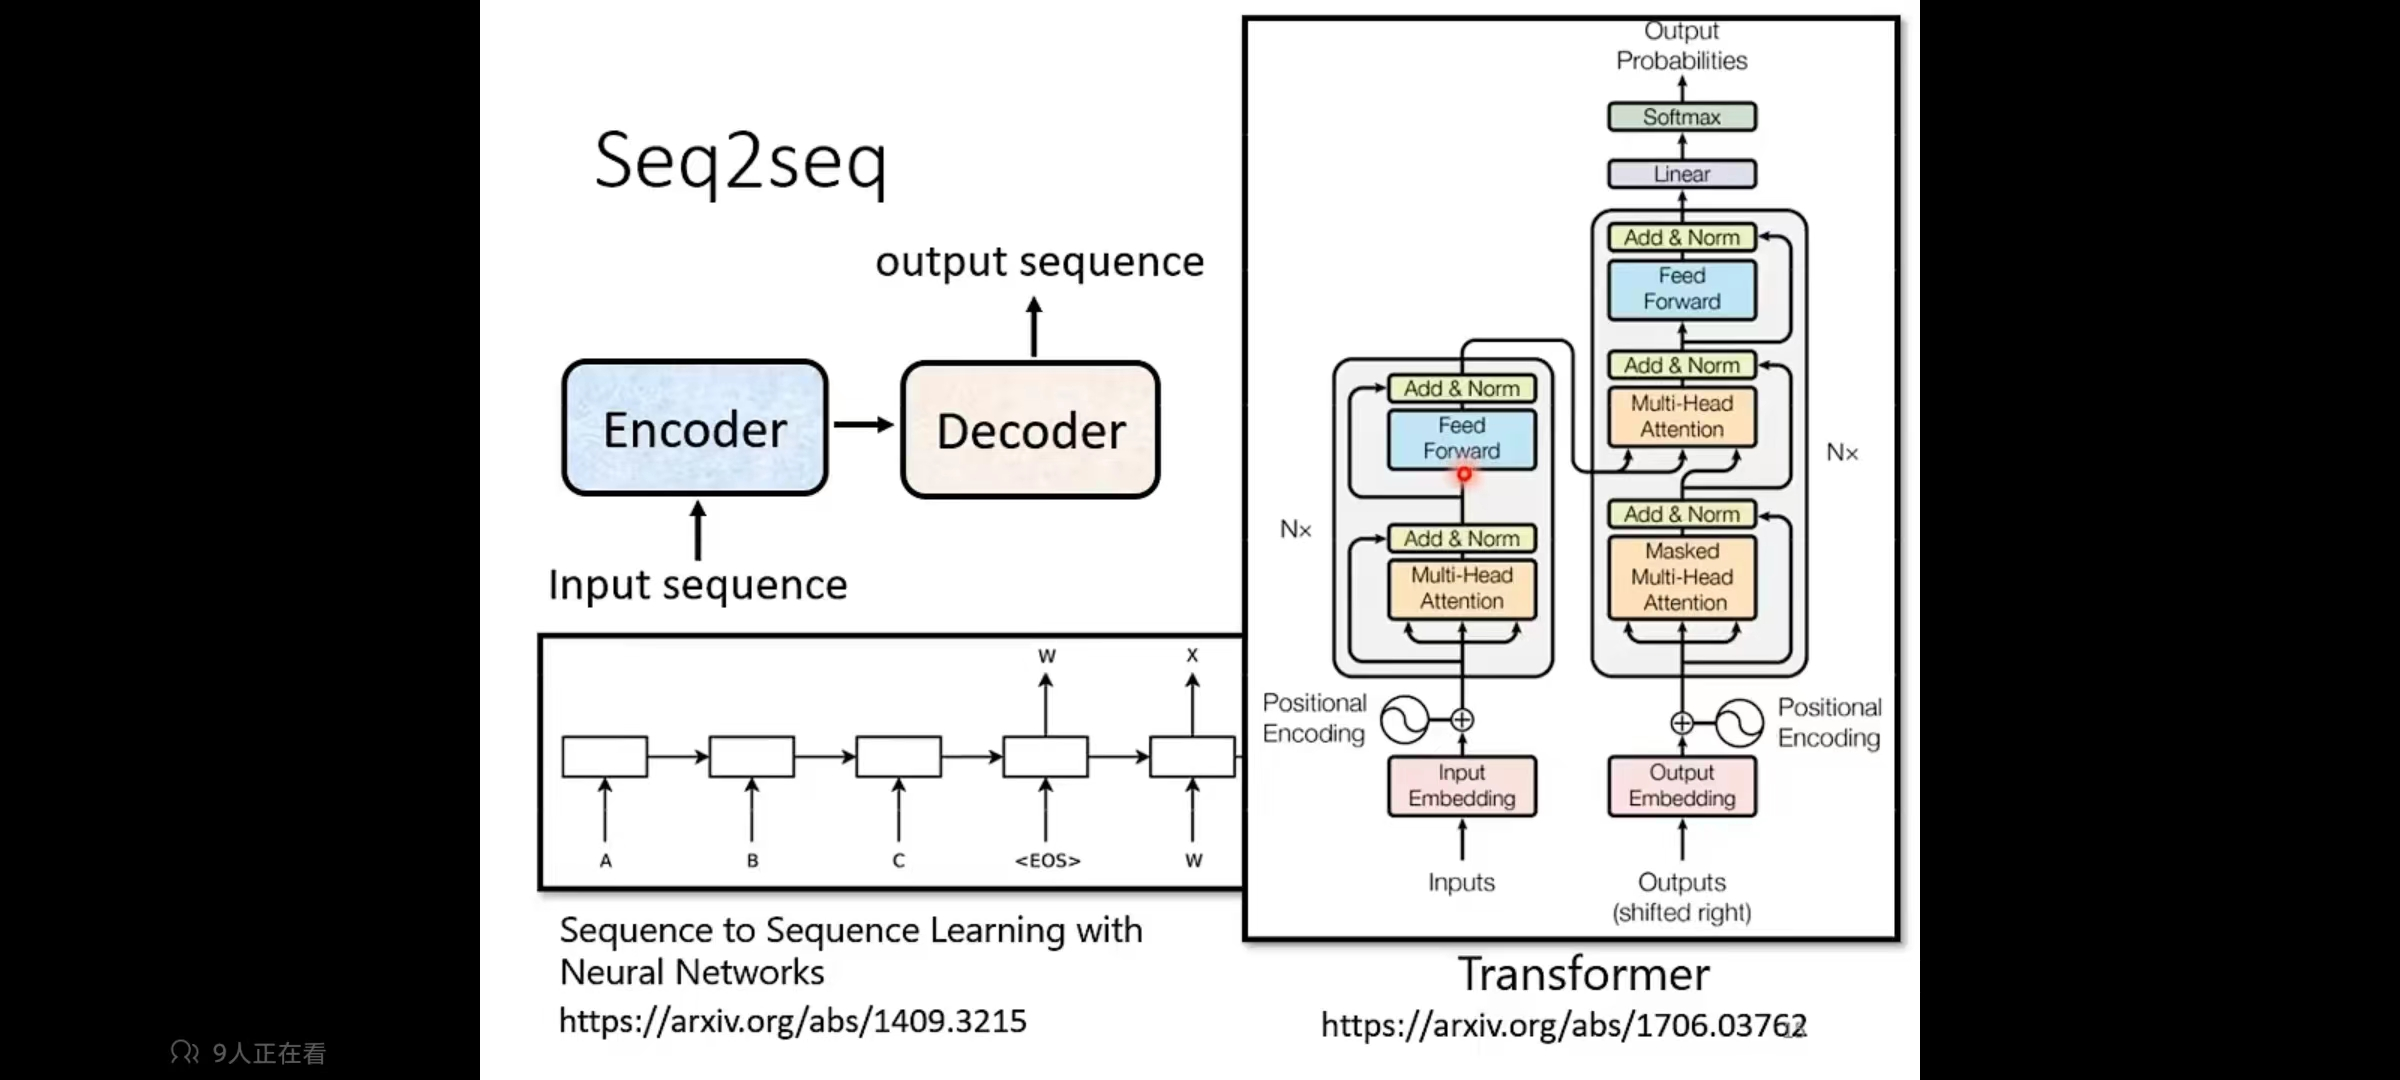 Seq2seq
output sequence
Encoder
Decoder
Input sequence
W
X
A
B
C
<EOS>
W
Sequence to Sequence Learning with
Neural Networks
https://arxiv.org/abs/1409.3215
Output
Probabilities
Softmax
Linear
Add & Norm
Feed
Forward
Add & Norm
Multi-Head
Attention
Nx
Add & Norm
Masked
Multi-Head
Attention
Add & Norm
Feed
Forward
Nx
Add & Norm
Multi-Head
Attention
Positional
Encoding
Positional
Encoding
Input
Embedding
Output
Embedding
Inputs
Outputs
(shifted right)
Transformer
https://arxiv.org/abs/1706.03762
9人正在看